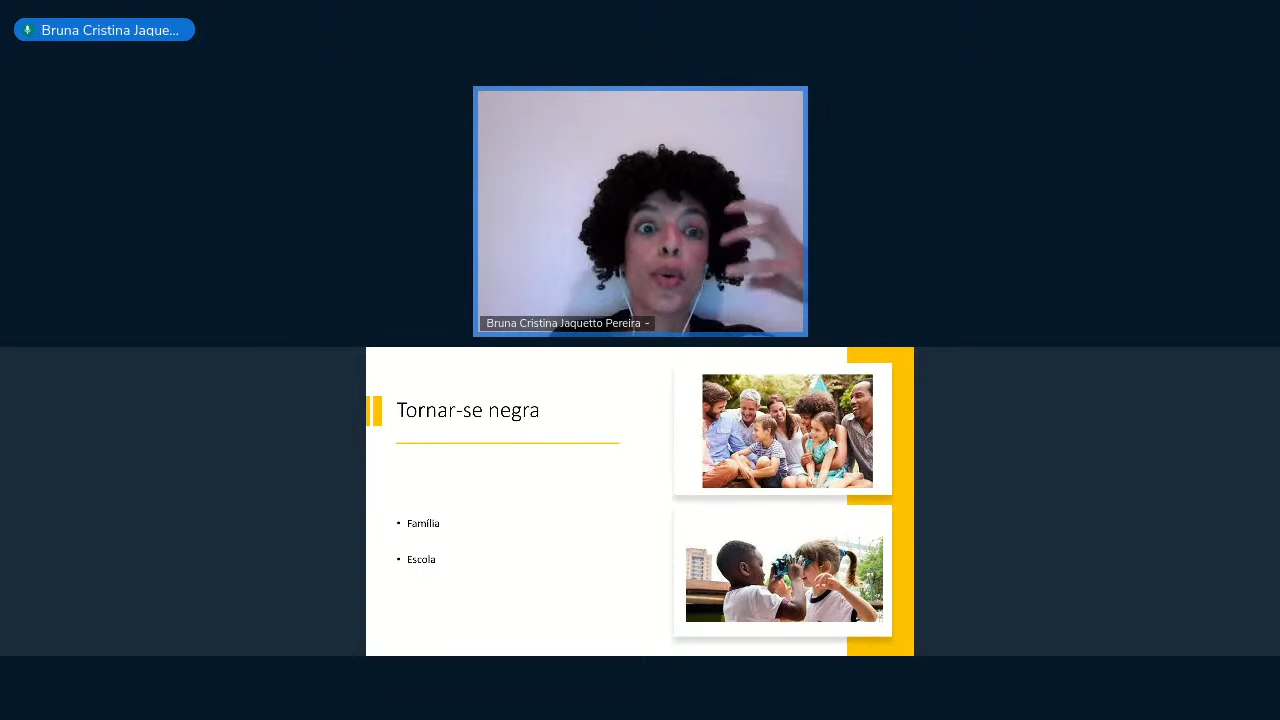 Bruna Cristina Jaque...
Bruna Cristina Jaquetto Pereira
Tornar-se negra
• Família
• Escola